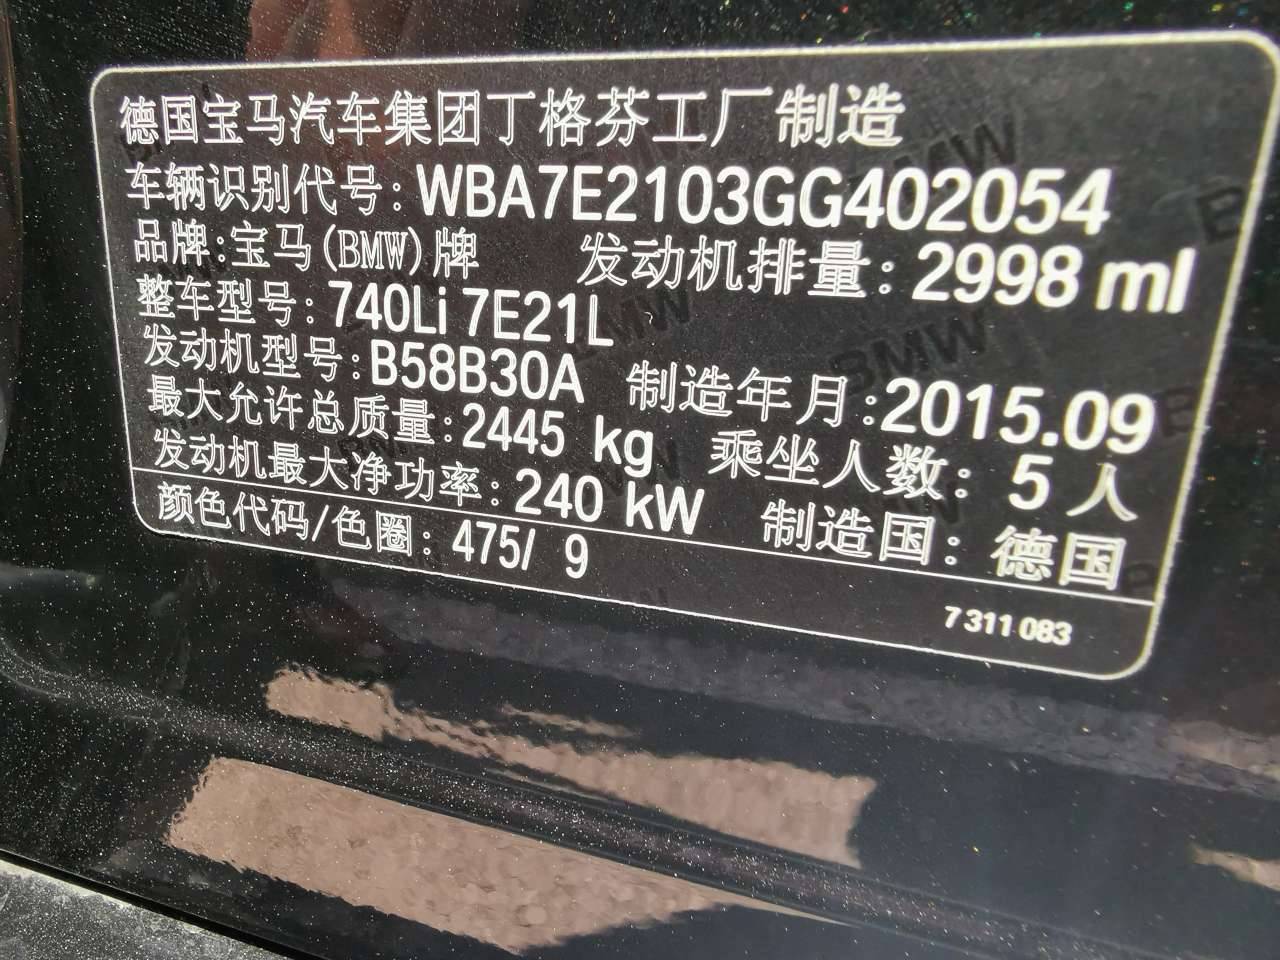 德国宝马汽车集团丁格芬工厂制造
车辆识别代号: WBA7E2103GG402054
品牌:宝马(BMW)牌 发动机排量: 2998 ml
整车型号: 740Li 7E21L
发动机型号: B58B30A 制造年月:2015.09
最大允许总质量:2445 kg 乘坐人数: 5 人
发动机最大净功率: 240 kW 制造国: 德国
颜色代码/色圈: 475/ 9
7 311 083